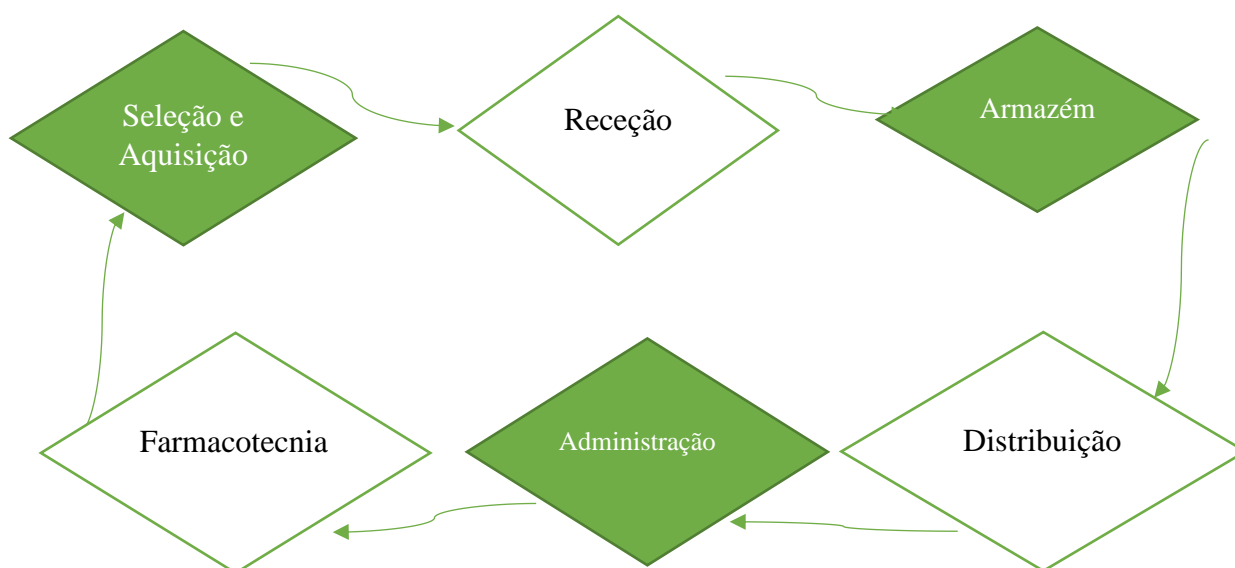 Seleção e
Aquisição
Receção
Armazém
Farmacotecnia
Administração
Distribuição